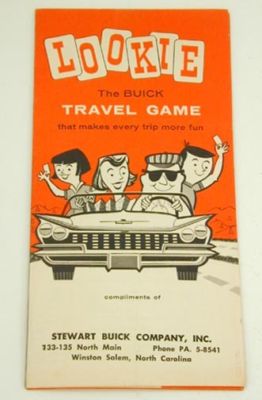 LOOKIE
The BUICK
TRAVEL GAME
that makes every trip more fun
compliments of
STEWART BUICK COMPANY, INC.
133-135 North Main Phone PA. 5-8541
Winston Salem, North Carolina